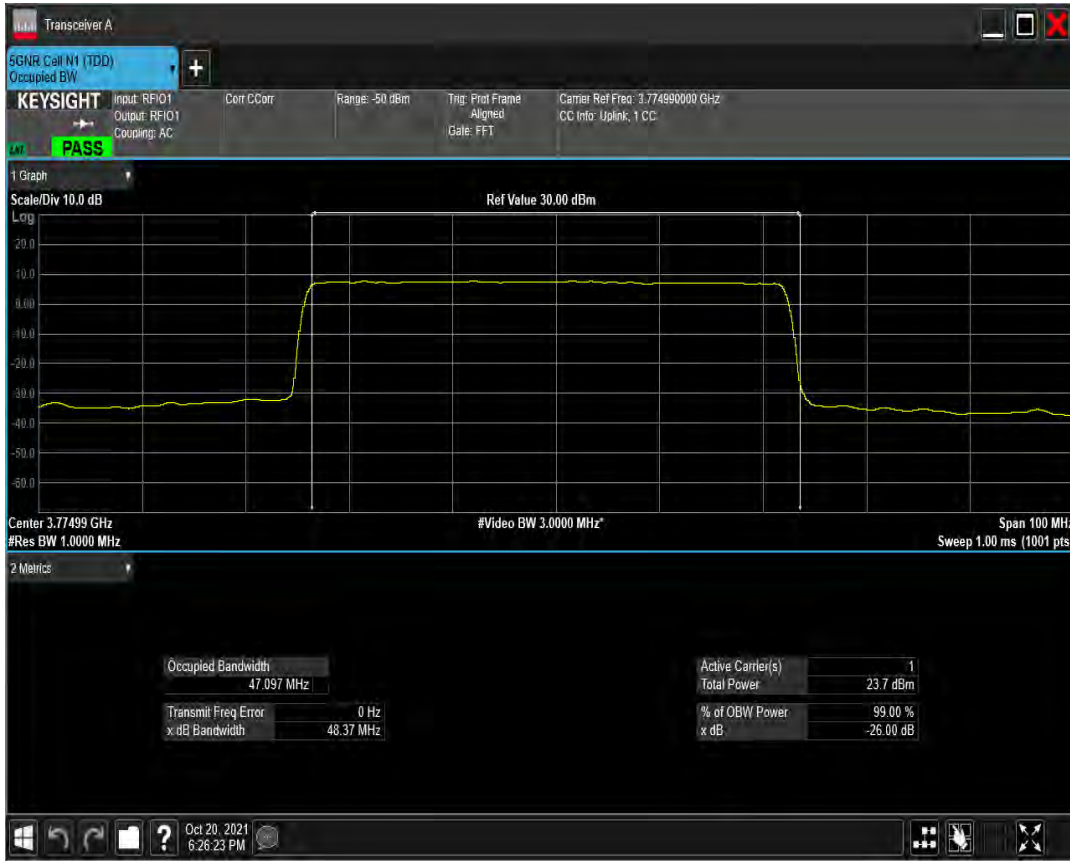 Transceiver A
5GNR Cell N1 (TDD)
Occupied BW
+
KEYSIGHT
Input: RFIO1
Output: RFIO1
Coupling: AC
Corr CCorr
Range: -50 dBm
Trig: Prot Frame
Aligned
Gate: FFT
Carrier Ref Freq: 3.774990000 GHz
CC Info: Uplink, 1 CC
PASS
1 Graph
Scale/Div 10.0 dB
Ref Value 30.00 dBm
Log
20.0
10.0
0.00
-10.0
-20.0
-30.0
-40.0
-50.0
-60.0
Center 3.77499 GHz
#Video BW 3.0000 MHz*
Span 100 MHz
#Res BW 1.0000 MHz
Sweep 1.00 ms (1001 pts
2 Metrics
Occupied Bandwidth
47.097 MHz
Transmit Freq Error 0 Hz
x dB Bandwidth 48.37 MHz
Active Carrier(s) 1
Total Power 23.7 dBm
% of OBW Power 99.00 %
x dB -26.00 dB
?
Oct 20, 2021
6:26:23 PM